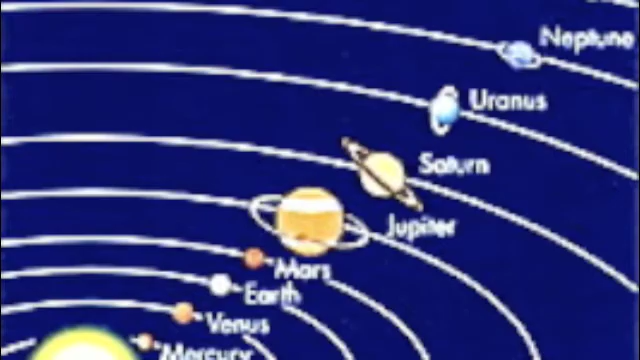 Neptune
Uranus
Saturn
Jupiter
Mars
Earth
Venus
Mercury